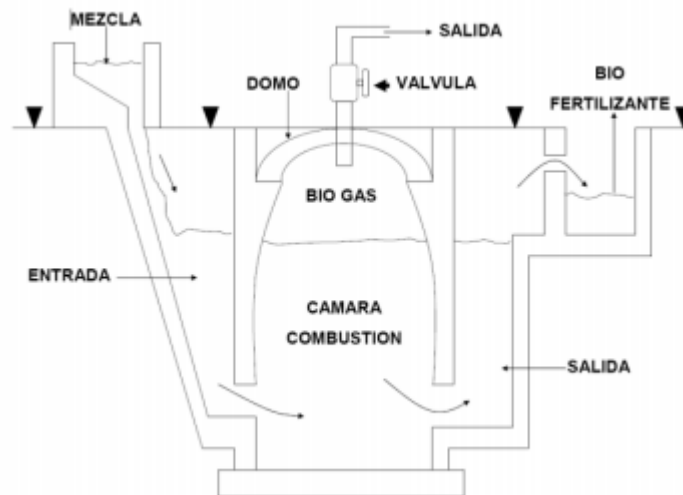 MEZCLA
SALIDA
BIO
FERTILIZANTE
DOMO
VALVULA
BIO GAS
ENTRADA
CAMARA
COMBUSTION
SALIDA